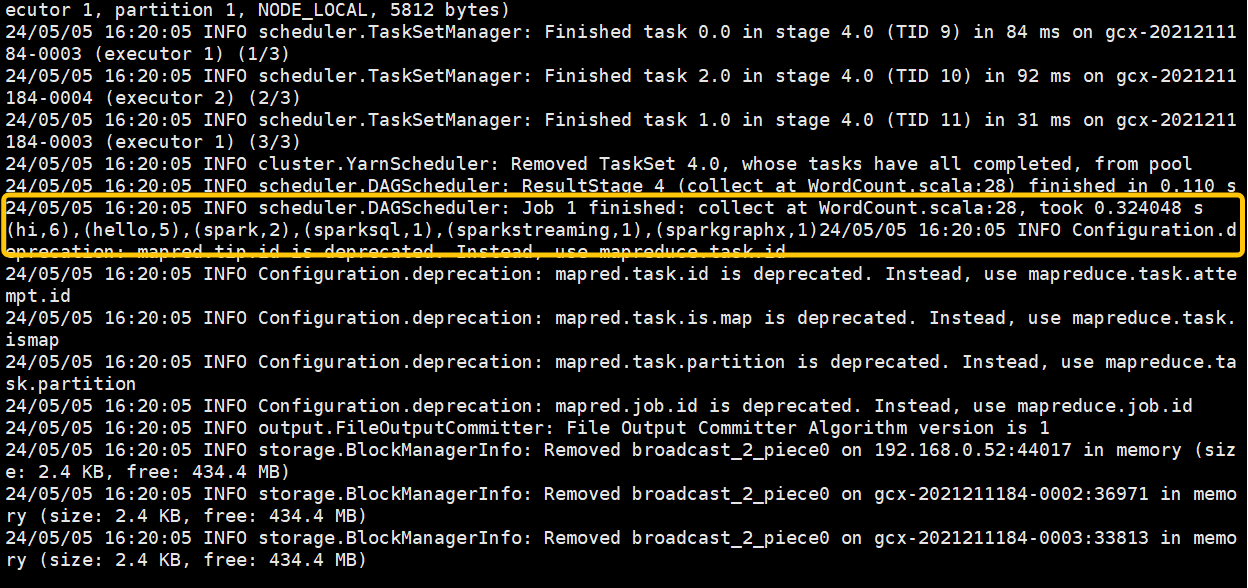 ecutor 1, partition 1, NODE_LOCAL, 5812 bytes)
24/05/05 16:20:05 INFO scheduler.TaskSetManager: Finished task 0.0 in stage 4.0 (TID 9) in 84 ms on gcx-20212111
84-0003 (executor 1) (1/3)
24/05/05 16:20:05 INFO scheduler.TaskSetManager: Finished task 2.0 in stage 4.0 (TID 10) in 92 ms on gcx-2021211
184-0004 (executor 2) (2/3)
24/05/05 16:20:05 INFO scheduler.TaskSetManager: Finished task 1.0 in stage 4.0 (TID 11) in 31 ms on gcx-2021211
184-0003 (executor 1) (3/3)
24/05/05 16:20:05 INFO cluster.YarnScheduler: Removed TaskSet 4.0, whose tasks have all completed, from pool
24/05/05 16:20:05 INFO scheduler.DAGScheduler: ResultStage 4 (collect at WordCount.scala:28) finished in 0.110 s
24/05/05 16:20:05 INFO scheduler.DAGScheduler: Job 1 finished: collect at WordCount.scala:28, took 0.324048 s
(hi,6),(hello,5),(spark,2),(sparksql,1),(sparkstreaming,1),(sparkgraphx,1)24/05/05 16:20:05 INFO Configuration.d
eprecation: mapred.tip.id is deprecated. Instead, use mapreduce.task.id
24/05/05 16:20:05 INFO Configuration.deprecation: mapred.task.id is deprecated. Instead, use mapreduce.task.atte
mpt.id
24/05/05 16:20:05 INFO Configuration.deprecation: mapred.task.is.map is deprecated. Instead, use mapreduce.task.
ismap
24/05/05 16:20:05 INFO Configuration.deprecation: mapred.task.partition is deprecated. Instead, use mapreduce.ta
sk.partition
24/05/05 16:20:05 INFO Configuration.deprecation: mapred.job.id is deprecated. Instead, use mapreduce.job.id
24/05/05 16:20:05 INFO output.FileOutputCommitter: File Output Committer Algorithm version is 1
24/05/05 16:20:05 INFO storage.BlockManagerInfo: Removed broadcast_2_piece0 on 192.168.0.52:44017 in memory (siz
e: 2.4 KB, free: 434.4 MB)
24/05/05 16:20:05 INFO storage.BlockManagerInfo: Removed broadcast_2_piece0 on gcx-2021211184-0002:36971 in memo
ry (size: 2.4 KB, free: 434.4 MB)
24/05/05 16:20:05 INFO storage.BlockManagerInfo: Removed broadcast_2_piece0 on gcx-2021211184-0003:33813 in memo
ry (size: 2.4 KB, free: 434.4 MB)